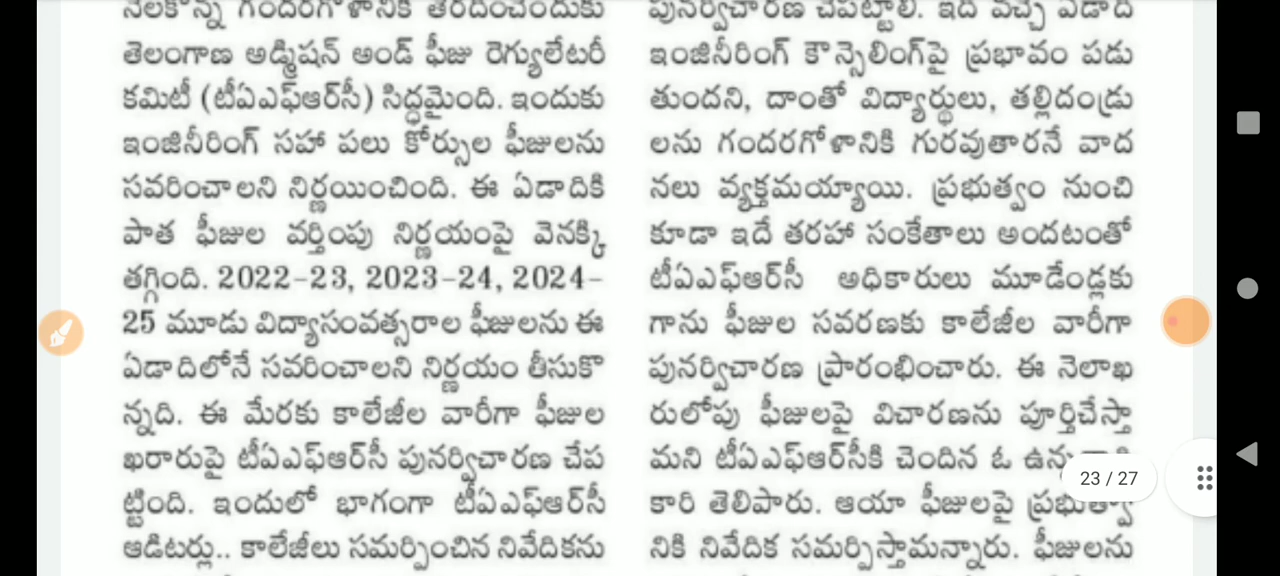 నెలకొన్న గందరగోళానికి తెరదించేందుకు
తెలంగాణ అడ్మిషన్ అండ్ ఫీజు రెగ్యులేటరీ
కమిటీ (టీఏఎఫ్ఆర్‌సీ) సిద్ధమైంది. ఇందుకు
ఇంజినీరింగ్ సహా పలు కోర్సుల ఫీజులను
సవరించాలని నిర్ణయించింది. ఈ ఏడాదికి
పాత ఫీజుల వర్తింపు నిర్ణయంపై వెనక్కి
తగ్గింది. 2022-23, 2023-24, 2024-
25 మూడు విద్యాసంవత్సరాల ఫీజులను ఈ
ఏడాదిలోనే సవరించాలని నిర్ణయం తీసుకొ
న్నది. ఈ మేరకు కాలేజీల వారీగా ఫీజుల
ఖరారుపై టీఏఎఫ్ఆర్‌సీ పునర్విచారణ చేప
ట్టింది. ఇందులో భాగంగా టీఏఎఫ్ఆర్‌సీ
ఆడిటర్లు.. కాలేజీలు సమర్పించిన నివేదికను
పునర్విచారణ చేపట్టాలి. ఇది వచ్చే ఏడాది
ఇంజినీరింగ్ కౌన్సెలింగ్‌పై ప్రభావం పడు
తుందని, దాంతో విద్యార్థులు, తల్లిదండ్రు
లను గందరగోళానికి గురవుతారనే వాద
నలు వ్యక్తమయ్యాయి. ప్రభుత్వం నుంచి
కూడా ఇదే తరహా సంకేతాలు అందటంతో
టీఏఎఫ్ఆర్‌సీ అధికారులు మూడేండ్లకు
గాను ఫీజుల సవరణకు కాలేజీల వారీగా
పునర్విచారణ ప్రారంభించారు. ఈ నెలాఖ
రులోపు ఫీజులపై విచారణను పూర్తిచేస్తా
మని టీఏఎఫ్ఆర్‌సీకి చెందిన ఓ
కారి తెలిపారు. ఆయా ఫీజులపై ప్రభుత్వా
నికి నివేదిక సమర్పిస్తామన్నారు. ఫీజులను
23 / 27